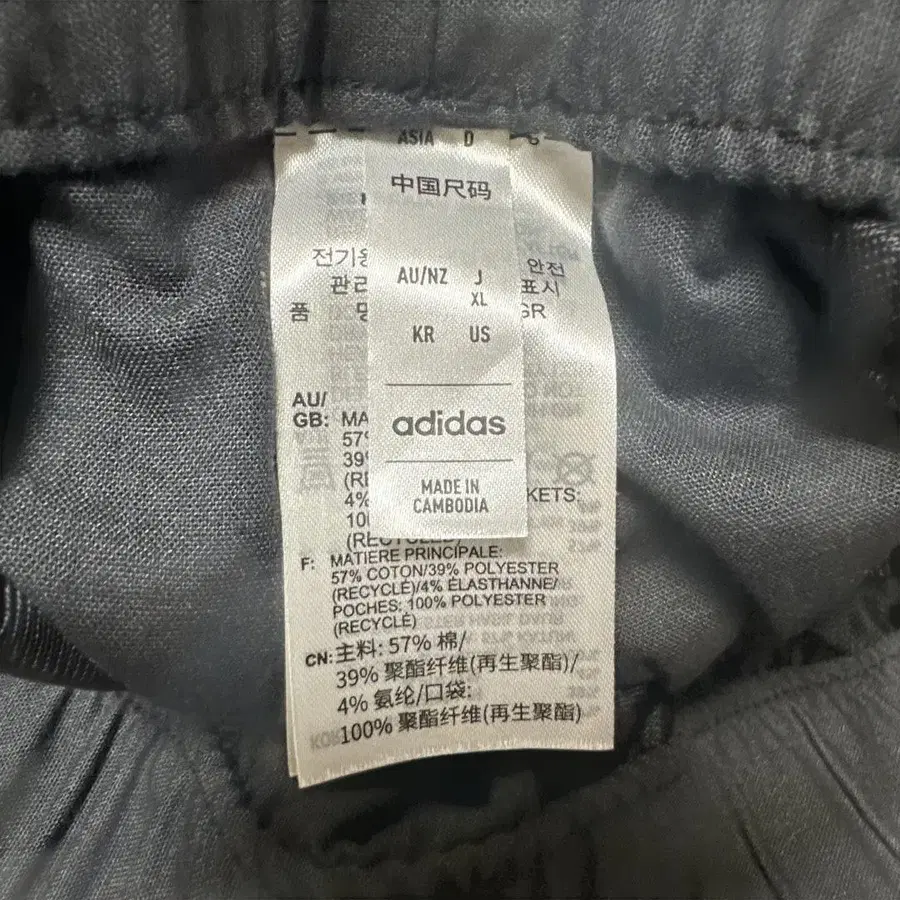 ASIA D
中国尺码
AU/NZ J
XL
KR US
adidas
MADE IN
CAMBODIA
전기용 안전
관리 표시
품
AU/
GB: MA
57%
39%
4%
KETS:
(RECYCLED)
F: MATIERE PRINCIPALE:
57% COTON/39% POLYESTER
(RECYCLÉ)/4% ÉLASTHANNE/
POCHES: 100% POLYESTER
(RECYCLÉ)
CN: 主料: 57% 棉/
39% 聚酯纤维(再生聚酯)/
4% 氨纶/口袋:
100% 聚酯纤维(再生聚酯)